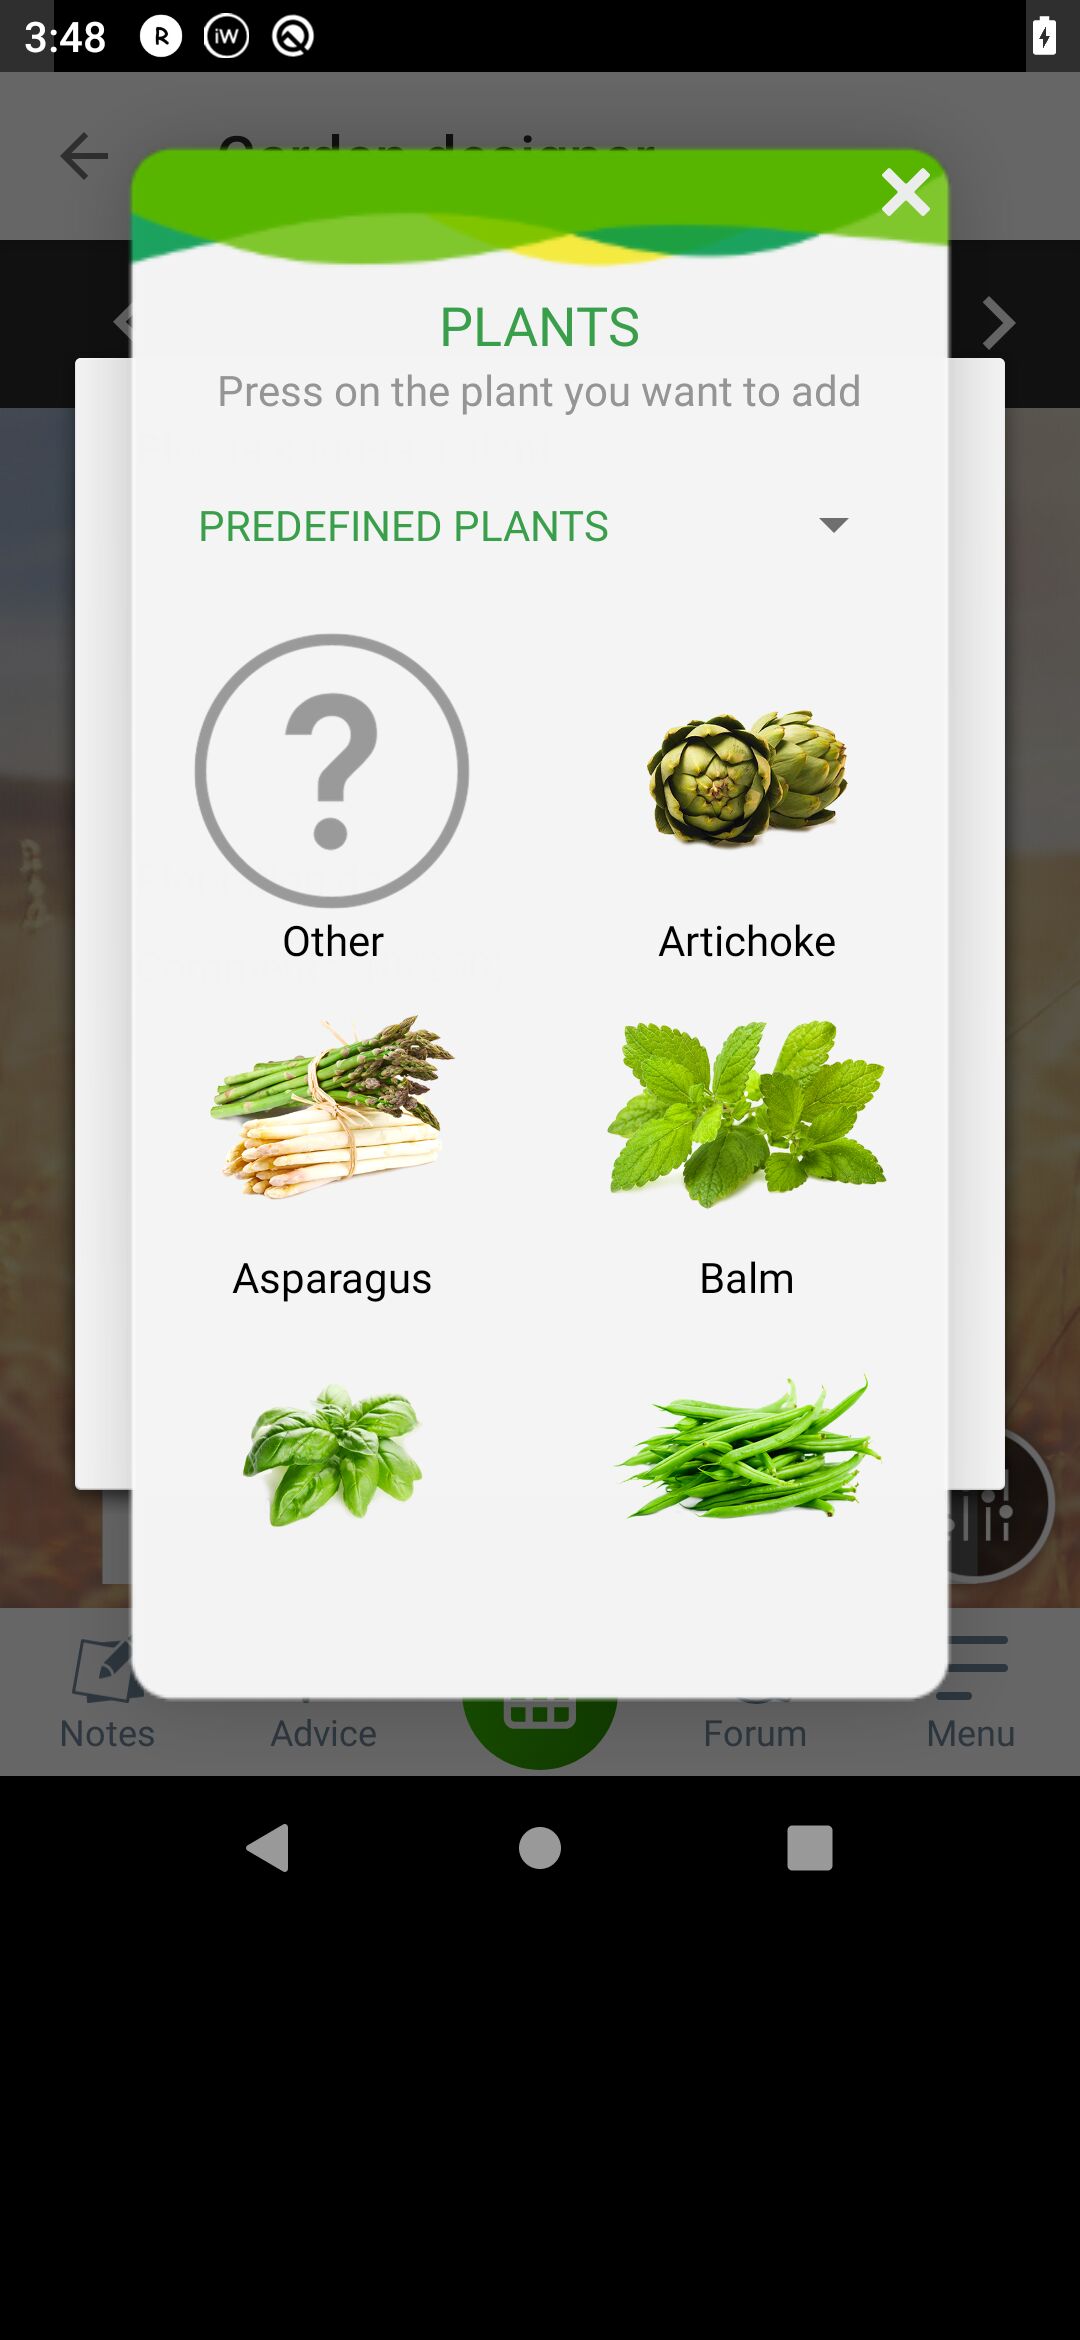 3:48
Garden designer
PLANTS
Press on the plant you want to add
PREDEFINED PLANTS
Other
Artichoke
Asparagus
Balm
Notes
Advice
Forum
Menu